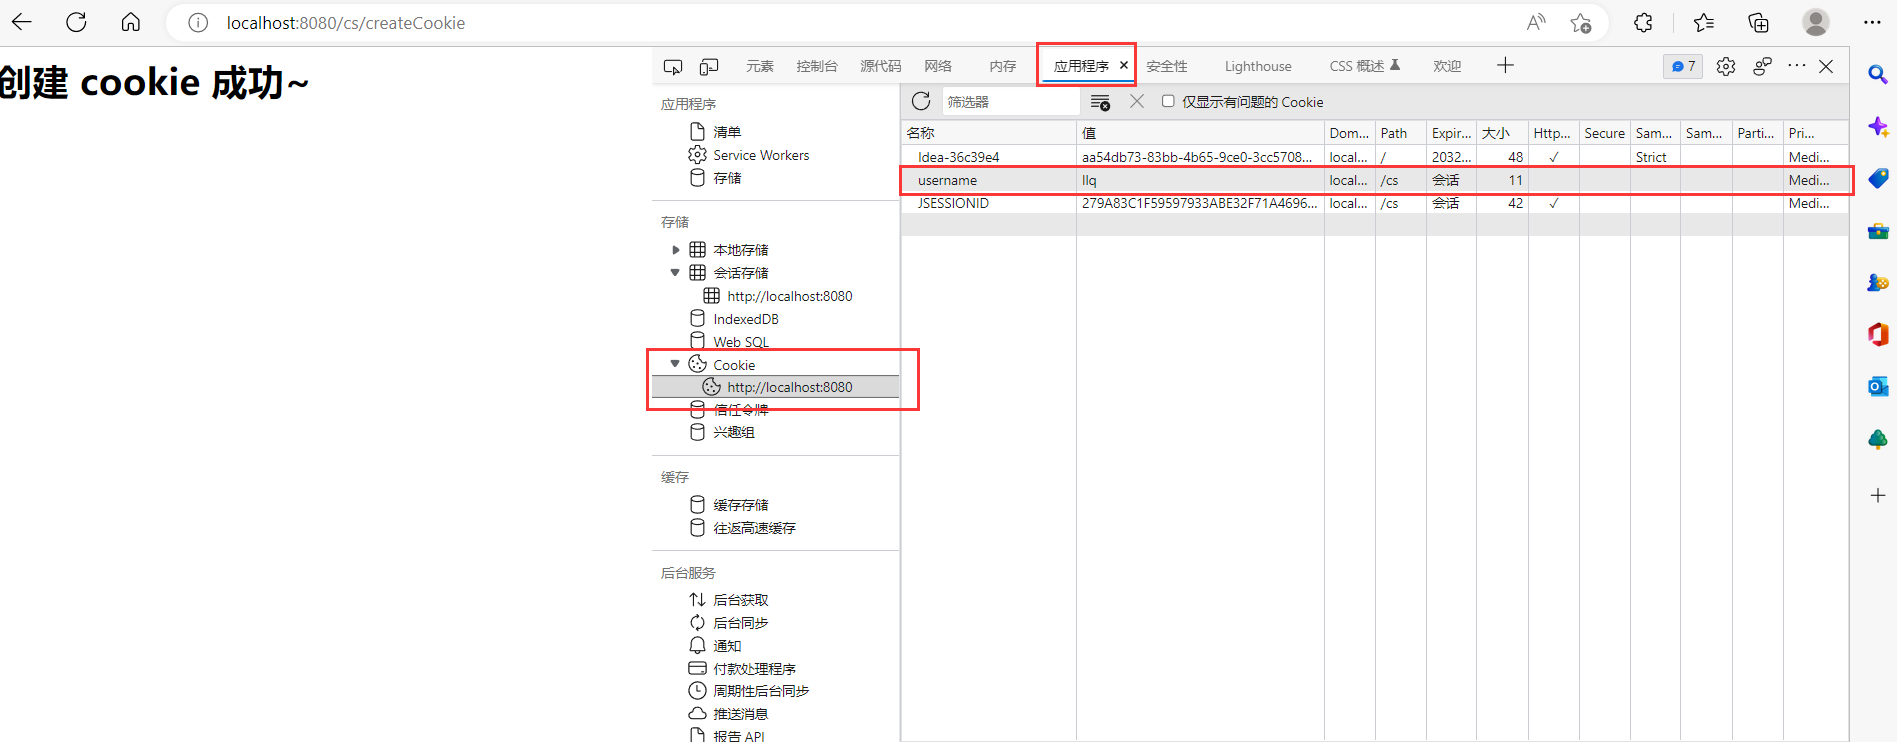 localhost:8080/cs/createCookie
创建 cookie 成功~
元素 控制台 源代码 网络 内存 应用程序 安全性 Lighthouse CSS 概述 欢迎 7
应用程序
清单
Service Workers
存储
存储
本地存储
会话存储
http://localhost:8080
IndexedDB
Web SQL
Cookie
http://localhost:8080
信任令牌
兴趣组
缓存
缓存存储
往返高速缓存
后台服务
后台获取
后台同步
通知
付款处理程序
周期性后台同步
推送消息
报告 API
筛选器 仅显示有问题的 Cookie
名称 值 Dom... Path Expir... 大小 Http... Secure Sam... Sam... Parti... Pri...
Idea-36c39e4 aa54db73-83bb-4b65-9ce0-3cc5708... local... / 2032... 48 ✓ Strict Medi...
username llq local... /cs 会话 11 Medi...
JSESSIONID 279A83C1F59597933ABE32F71A4696... local... /cs 会话 42 ✓ Medi...